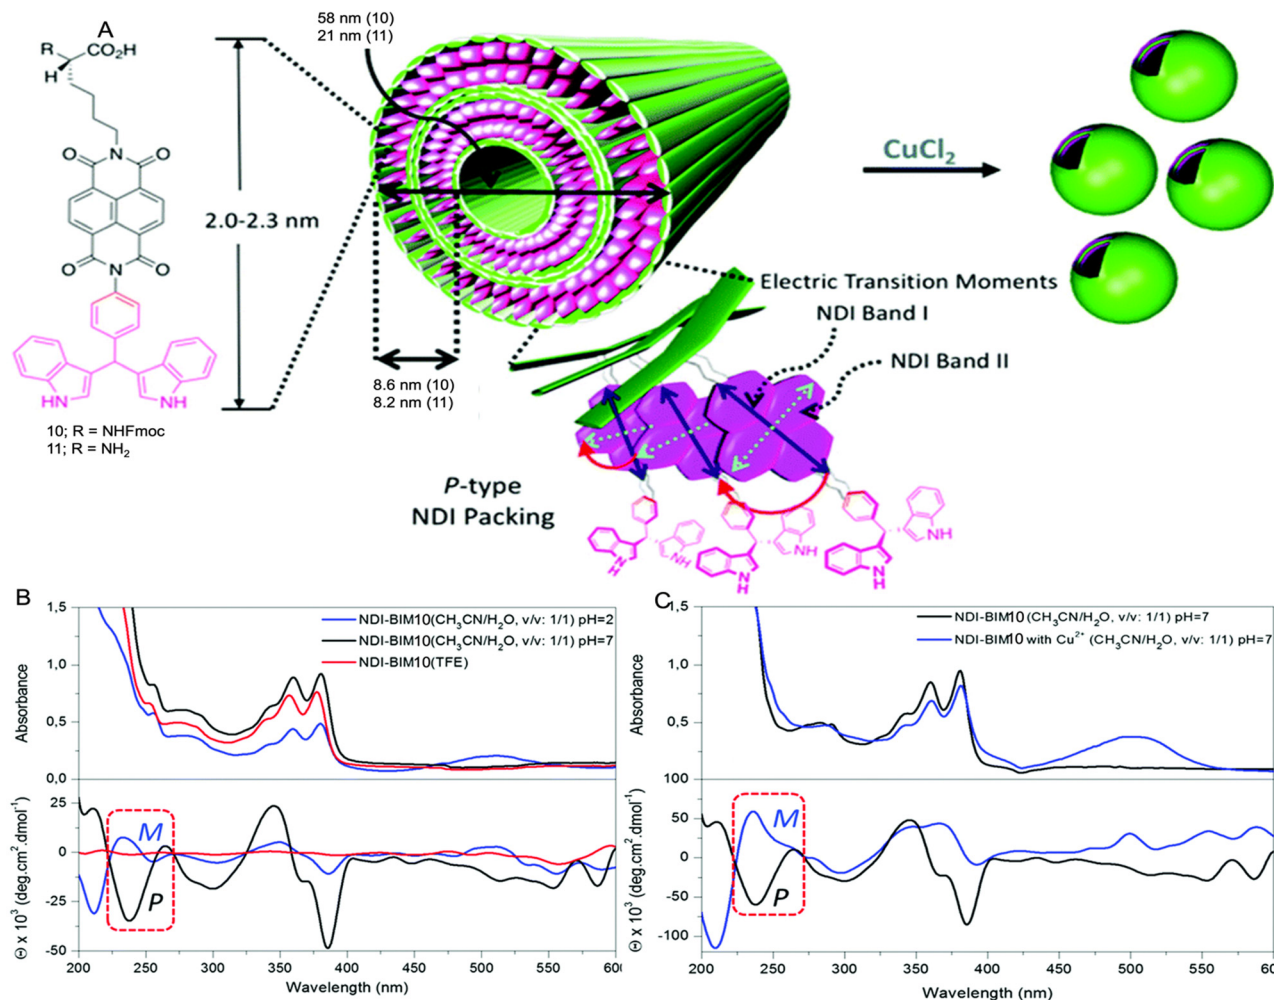 A
58 nm (10)
21 nm (11)
R
CO₂H
H
O N O
O N O
HN
NH
2.0-2.3 nm
10; R = NHFmoc
11; R = NH₂
CuCl₂
Electric Transition Moments
NDI Band I
NDI Band II
8.6 nm (10)
8.2 nm (11)
P-type
NDI Packing
N
H
NH
N
H
NH
N
H
NH
B
Absorbance
1,5
1,0
0,5
0,0
NDI-BIM10(CH₃CN/H₂O, v/v: 1/1) pH=2
NDI-BIM10(CH₃CN/H₂O, v/v: 1/1) pH=7
NDI-BIM10(TFE)
Θ x 10³ (deg.cm².dmol⁻¹)
25
0
-25
-50
M
P
200 250 300 350 400 450 500 550 600
Wavelength (nm)
C
Absorbance
1,5
1,0
0,5
NDI-BIM10 (CH₃CN/H₂O, v/v: 1/1) pH=7
NDI-BIM10 with Cu²⁺ (CH₃CN/H₂O, v/v: 1/1) pH=7
Θ x 10³ (deg.cm².dmol⁻¹)
100
50
0
-50
-100
M
P
200 250 300 350 400 450 500 550 600
Wavelength (nm)